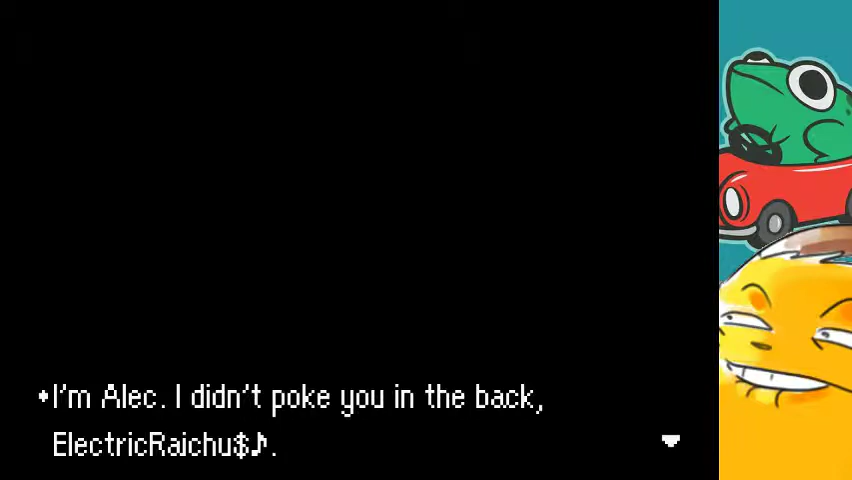 •I'm Alec. I didn't poke you in the back,
ElectricRaichu$♪.